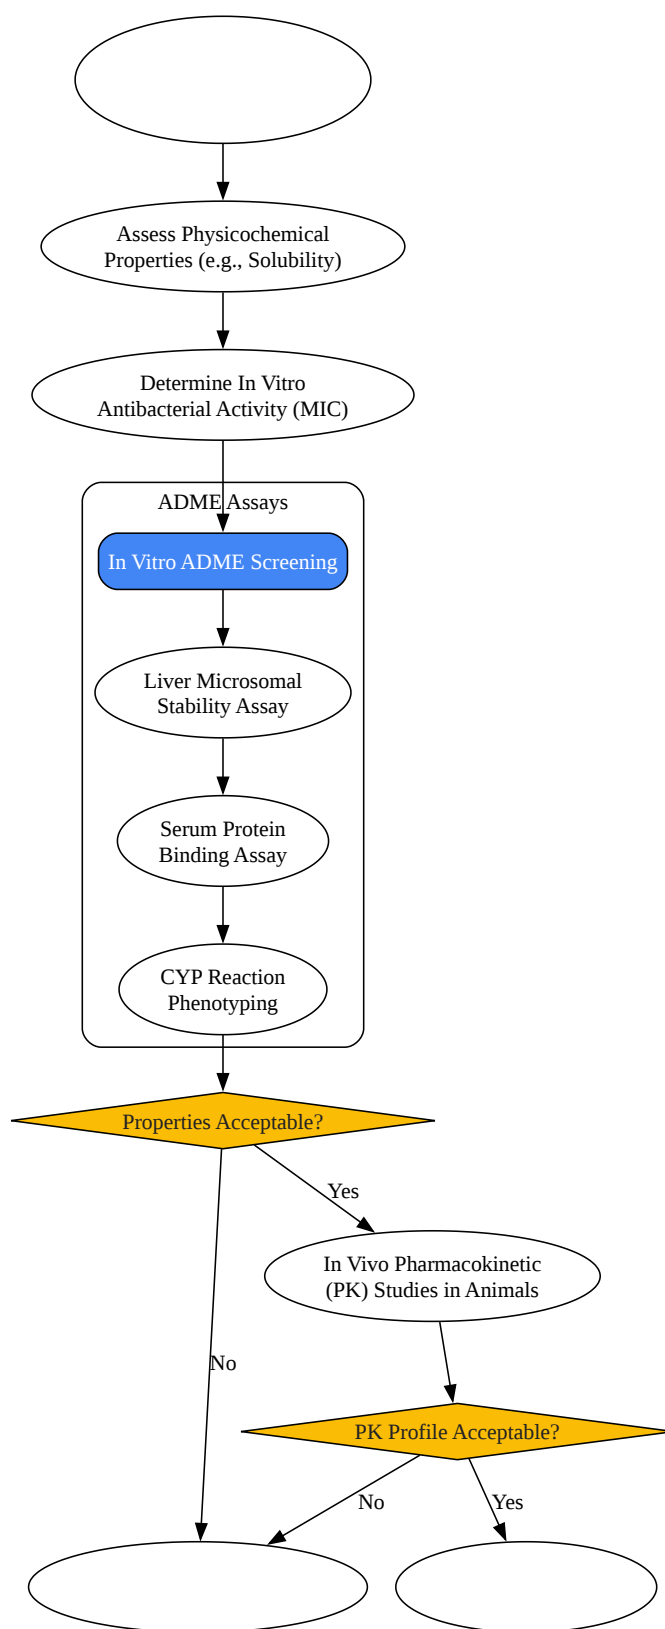 Assess Physicochemical
Properties (e.g., Solubility)
Determine In Vitro
Antibacterial Activity (MIC)
ADME Assays
In Vitro ADME Screening
Liver Microsomal
Stability Assay
Serum Protein
Binding Assay
CYP Reaction
Phenotyping
Properties Acceptable?
Yes
In Vivo Pharmacokinetic
(PK) Studies in Animals
No
PK Profile Acceptable?
No
Yes